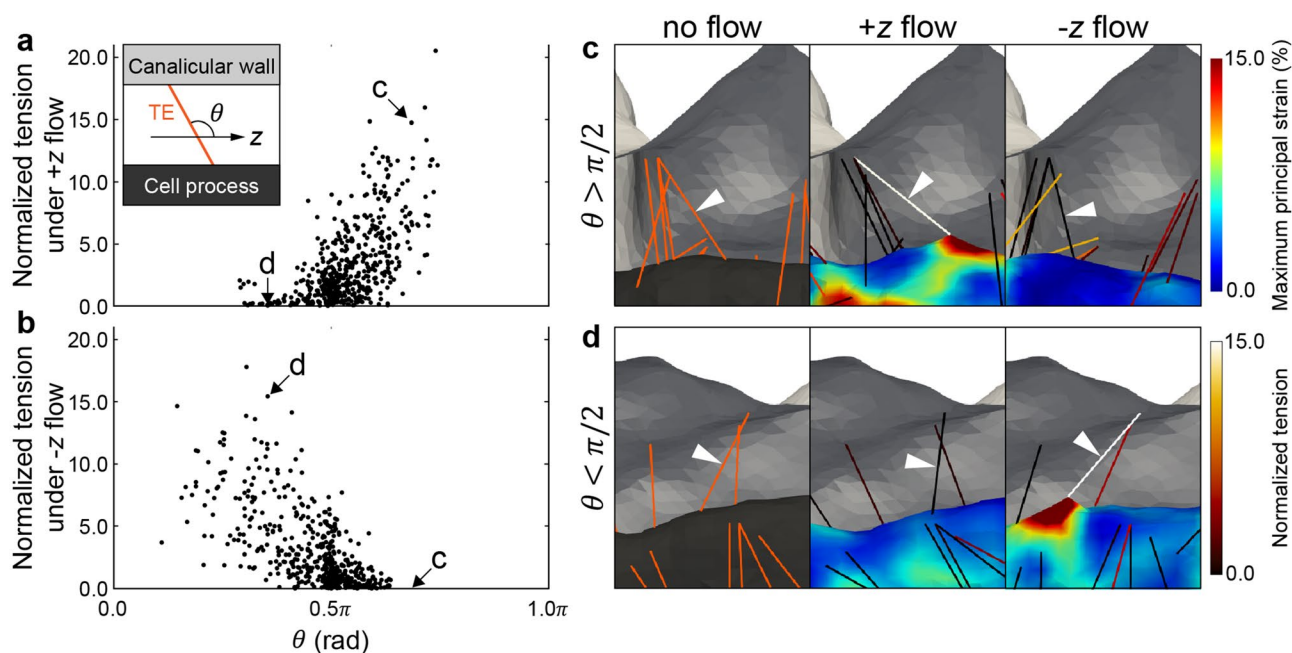 a
Normalized tension
under +z flow
20.0
15.0
10.0
5.0
0.0
Canalicular wall
TE
θ
z
Cell process
c
d
b
Normalized tension
under -z flow
20.0
15.0
10.0
5.0
0.0
d
c
0.0
0.5π
1.0π
θ (rad)
no flow
+z flow
-z flow
c
θ > π/2
15.0
0.0
Maximum principal strain (%)
d
θ < π/2
15.0
0.0
Normalized tension